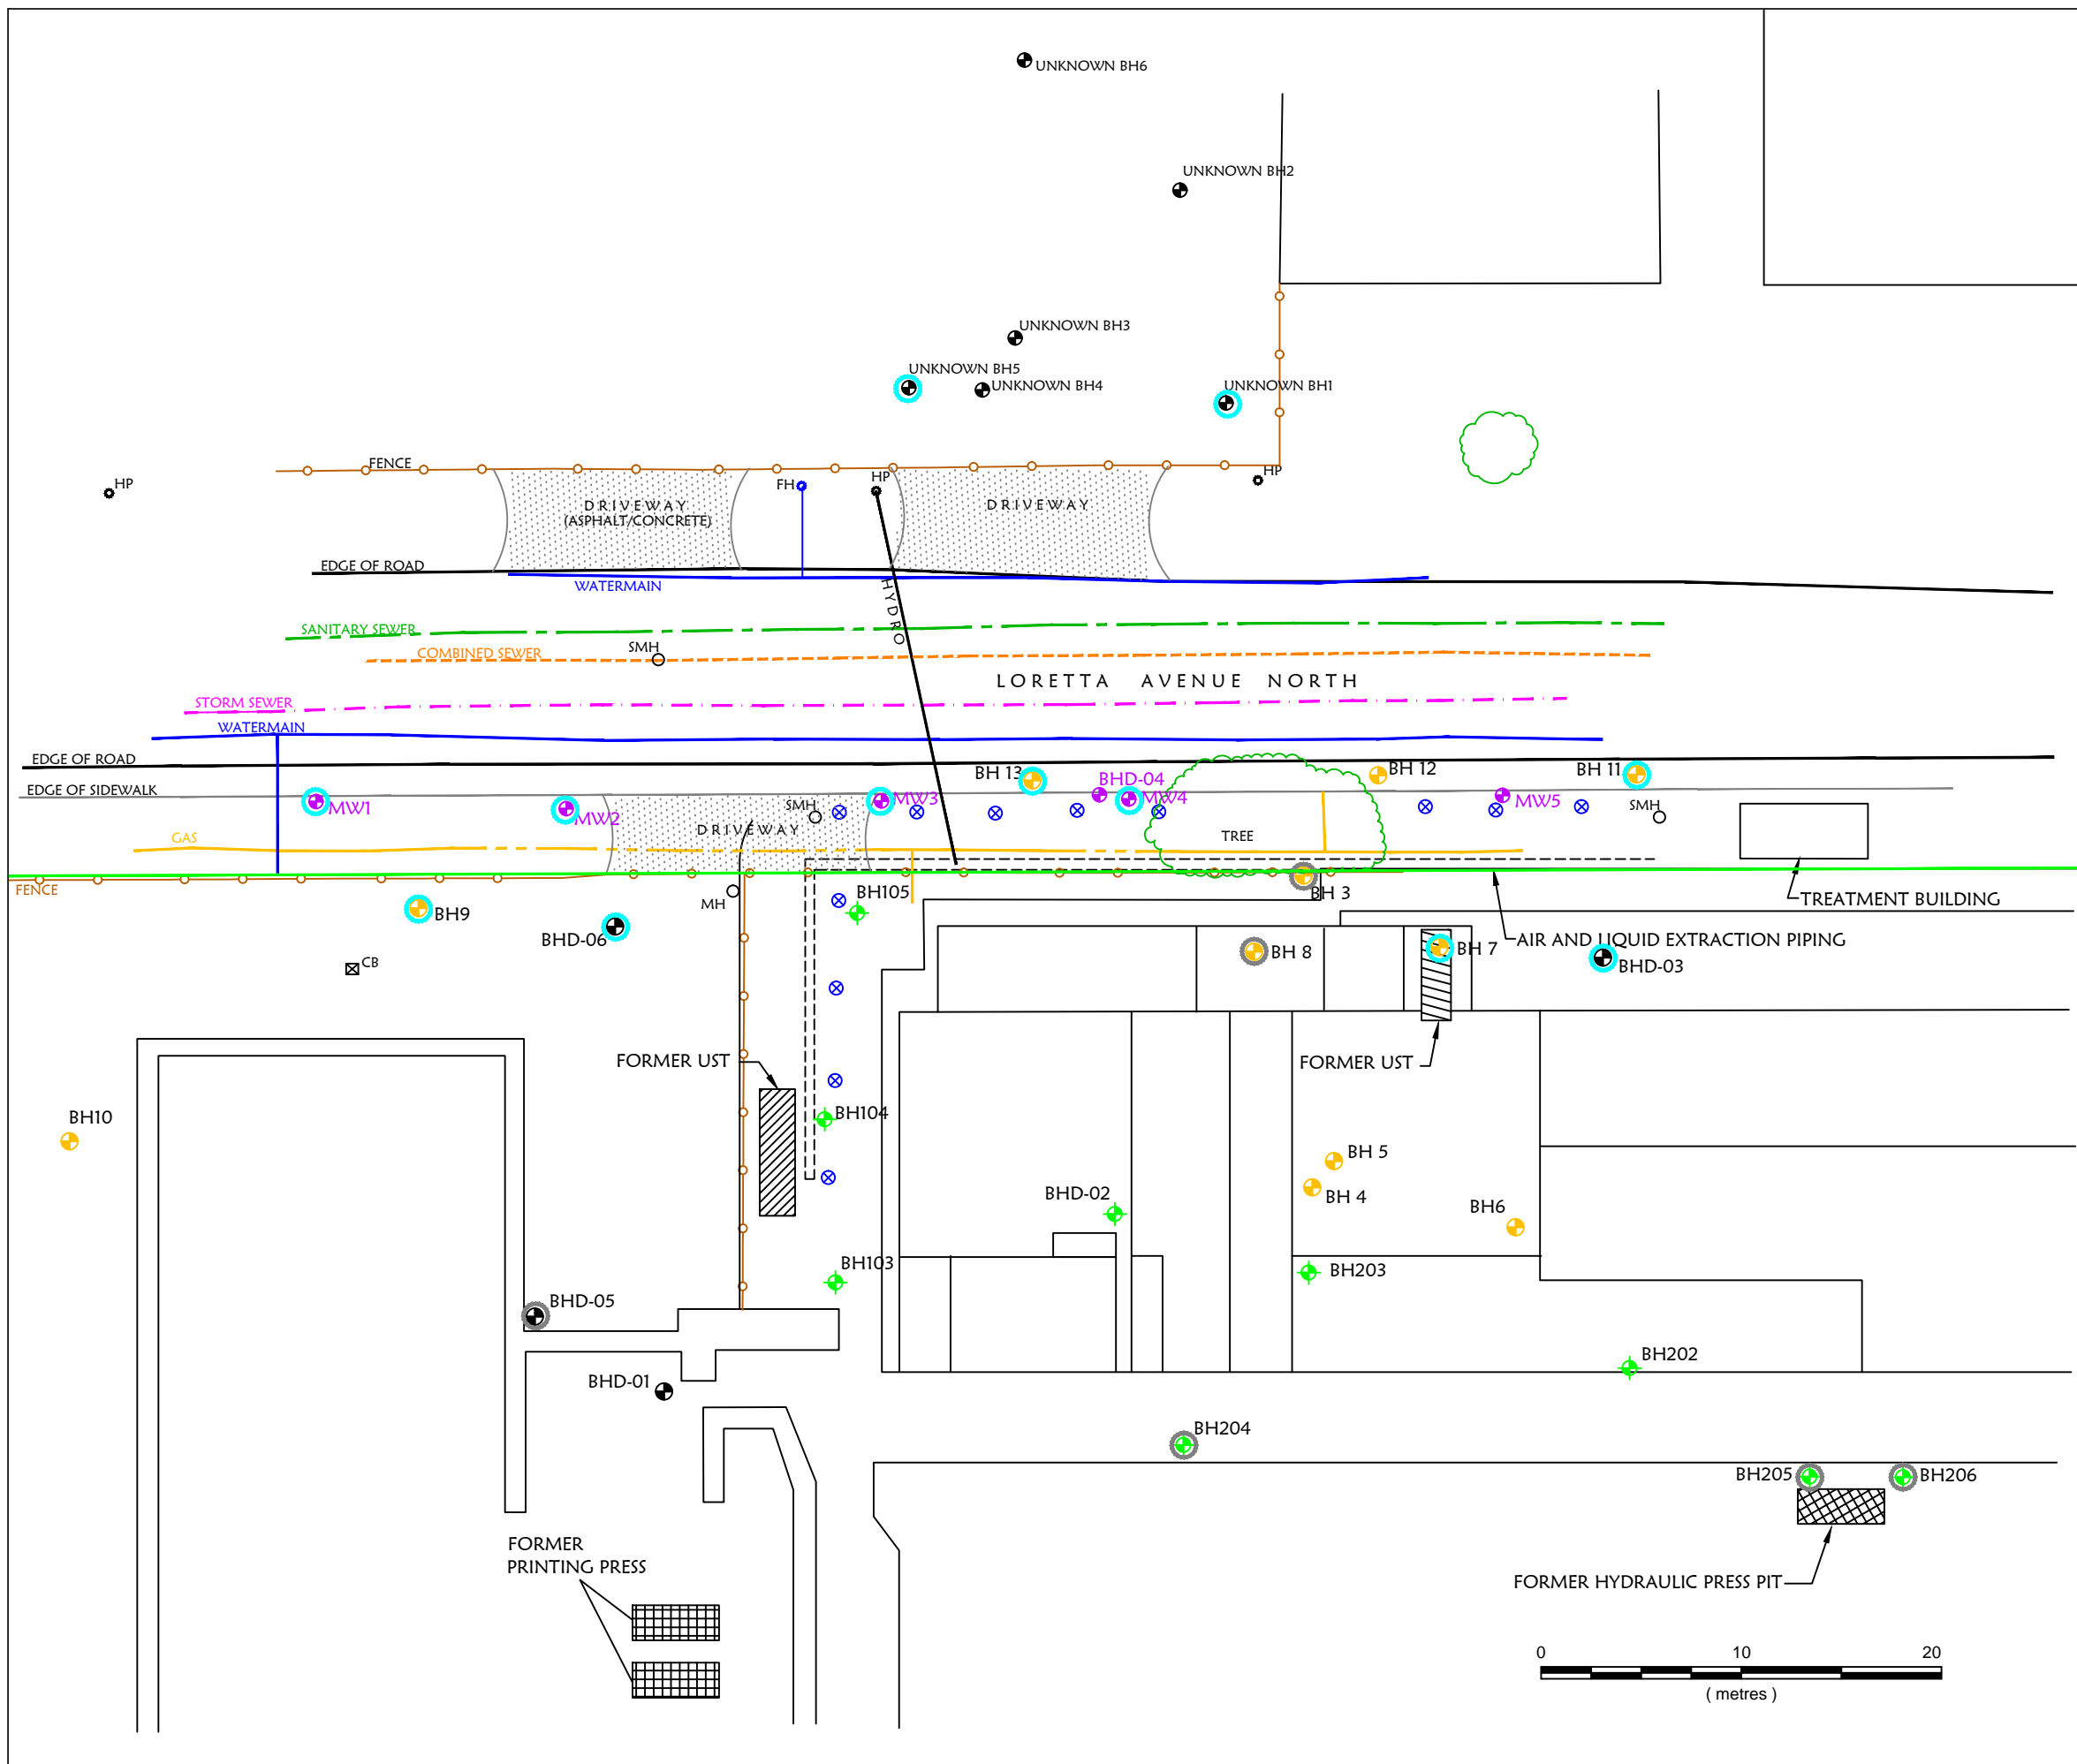 UNKNOWN BH6
UNKNOWN BH2
UNKNOWN BH3
UNKNOWN BH5
UNKNOWN BH4
UNKNOWN BH1
FENCE
HP
HP
HP
FH
DRIVEWAY
(ASPHALT/CONCRETE)
DRIVEWAY
EDGE OF ROAD
WATERMAIN
HYDRO
SANITARY SEWER
COMBINED SEWER
SMH
LORETTA AVENUE NORTH
STORM SEWER
WATERMAIN
EDGE OF ROAD
BH 13
BHD-04
BH 12
BH 11
EDGE OF SIDEWALK
MW1
MW2
SMH
MW3
MW4
MW5
SMH
GAS
DRIVEWAY
TREE
FENCE
MH
BH105
BH 3
TREATMENT BUILDING
BH9
BHD-06
BH 8
BH 7
AIR AND LIQUID EXTRACTION PIPING
BHD-03
CB
FORMER UST
FORMER UST
BH10
BH104
BH 5
BH 4
BHD-02
BH6
BH103
BH203
BHD-05
BH202
BHD-01
BH204
BH205
BH206
FORMER
PRINTING PRESS
FORMER HYDRAULIC PRESS PIT
0 10 20
( metres )